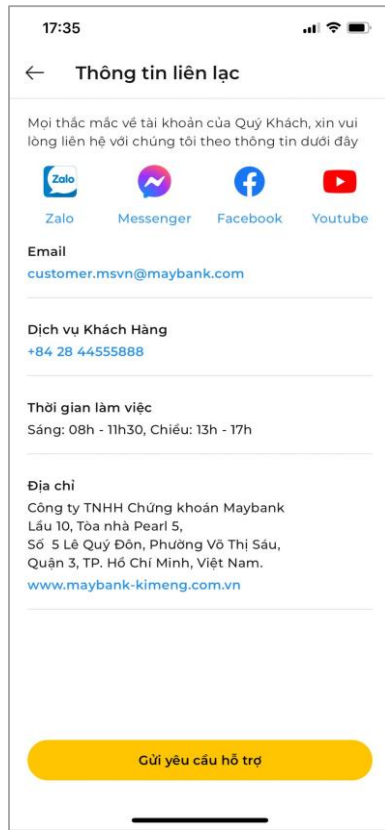 17:35
Thông tin liên lạc
Mọi thắc mắc về tài khoản của Quý Khách, xin vui
lòng liên hệ với chúng tôi theo thông tin dưới đây
Zalo
Zalo Messenger Facebook Youtube
Email
customer.msvn@maybank.com
Dịch vụ Khách Hàng
+84 28 44555888
Thời gian làm việc
Sáng: 08h - 11h30, Chiều: 13h - 17h
Địa chỉ
Công ty TNHH Chứng khoán Maybank
Lầu 10, Tòa nhà Pearl 5,
Số 5 Lê Quý Đôn, Phường Võ Thị Sáu,
Quận 3, TP. Hồ Chí Minh, Việt Nam.
www.maybank-kimeng.com.vn
Gửi yêu cầu hỗ trợ